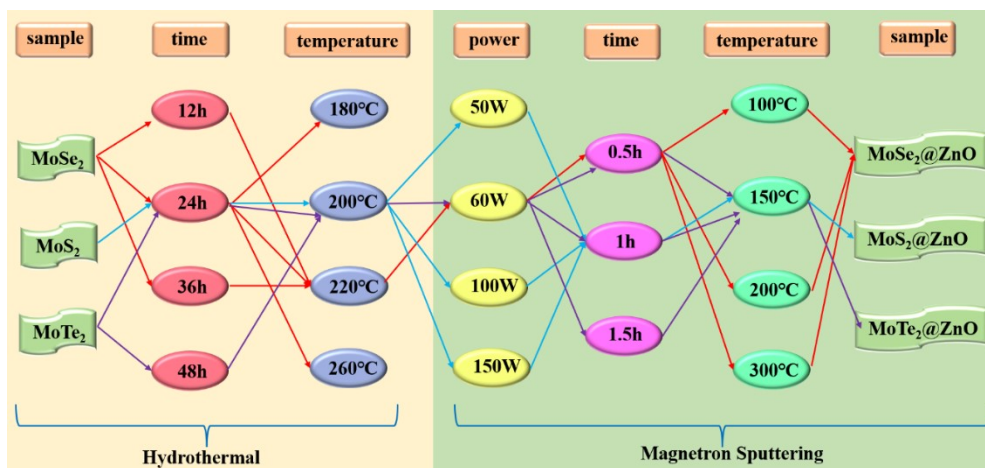 sample time temperature power time temperature sample
12h 180°C 50W 100°C
MoSe₂ 0.5h MoSe₂@ZnO
24h 200°C 60W 150°C
MoS₂ 1h MoS₂@ZnO
36h 220°C 100W 200°C
MoTe₂ 1.5h MoTe₂@ZnO
48h 260°C 150W 300°C
Hydrothermal Magnetron Sputtering